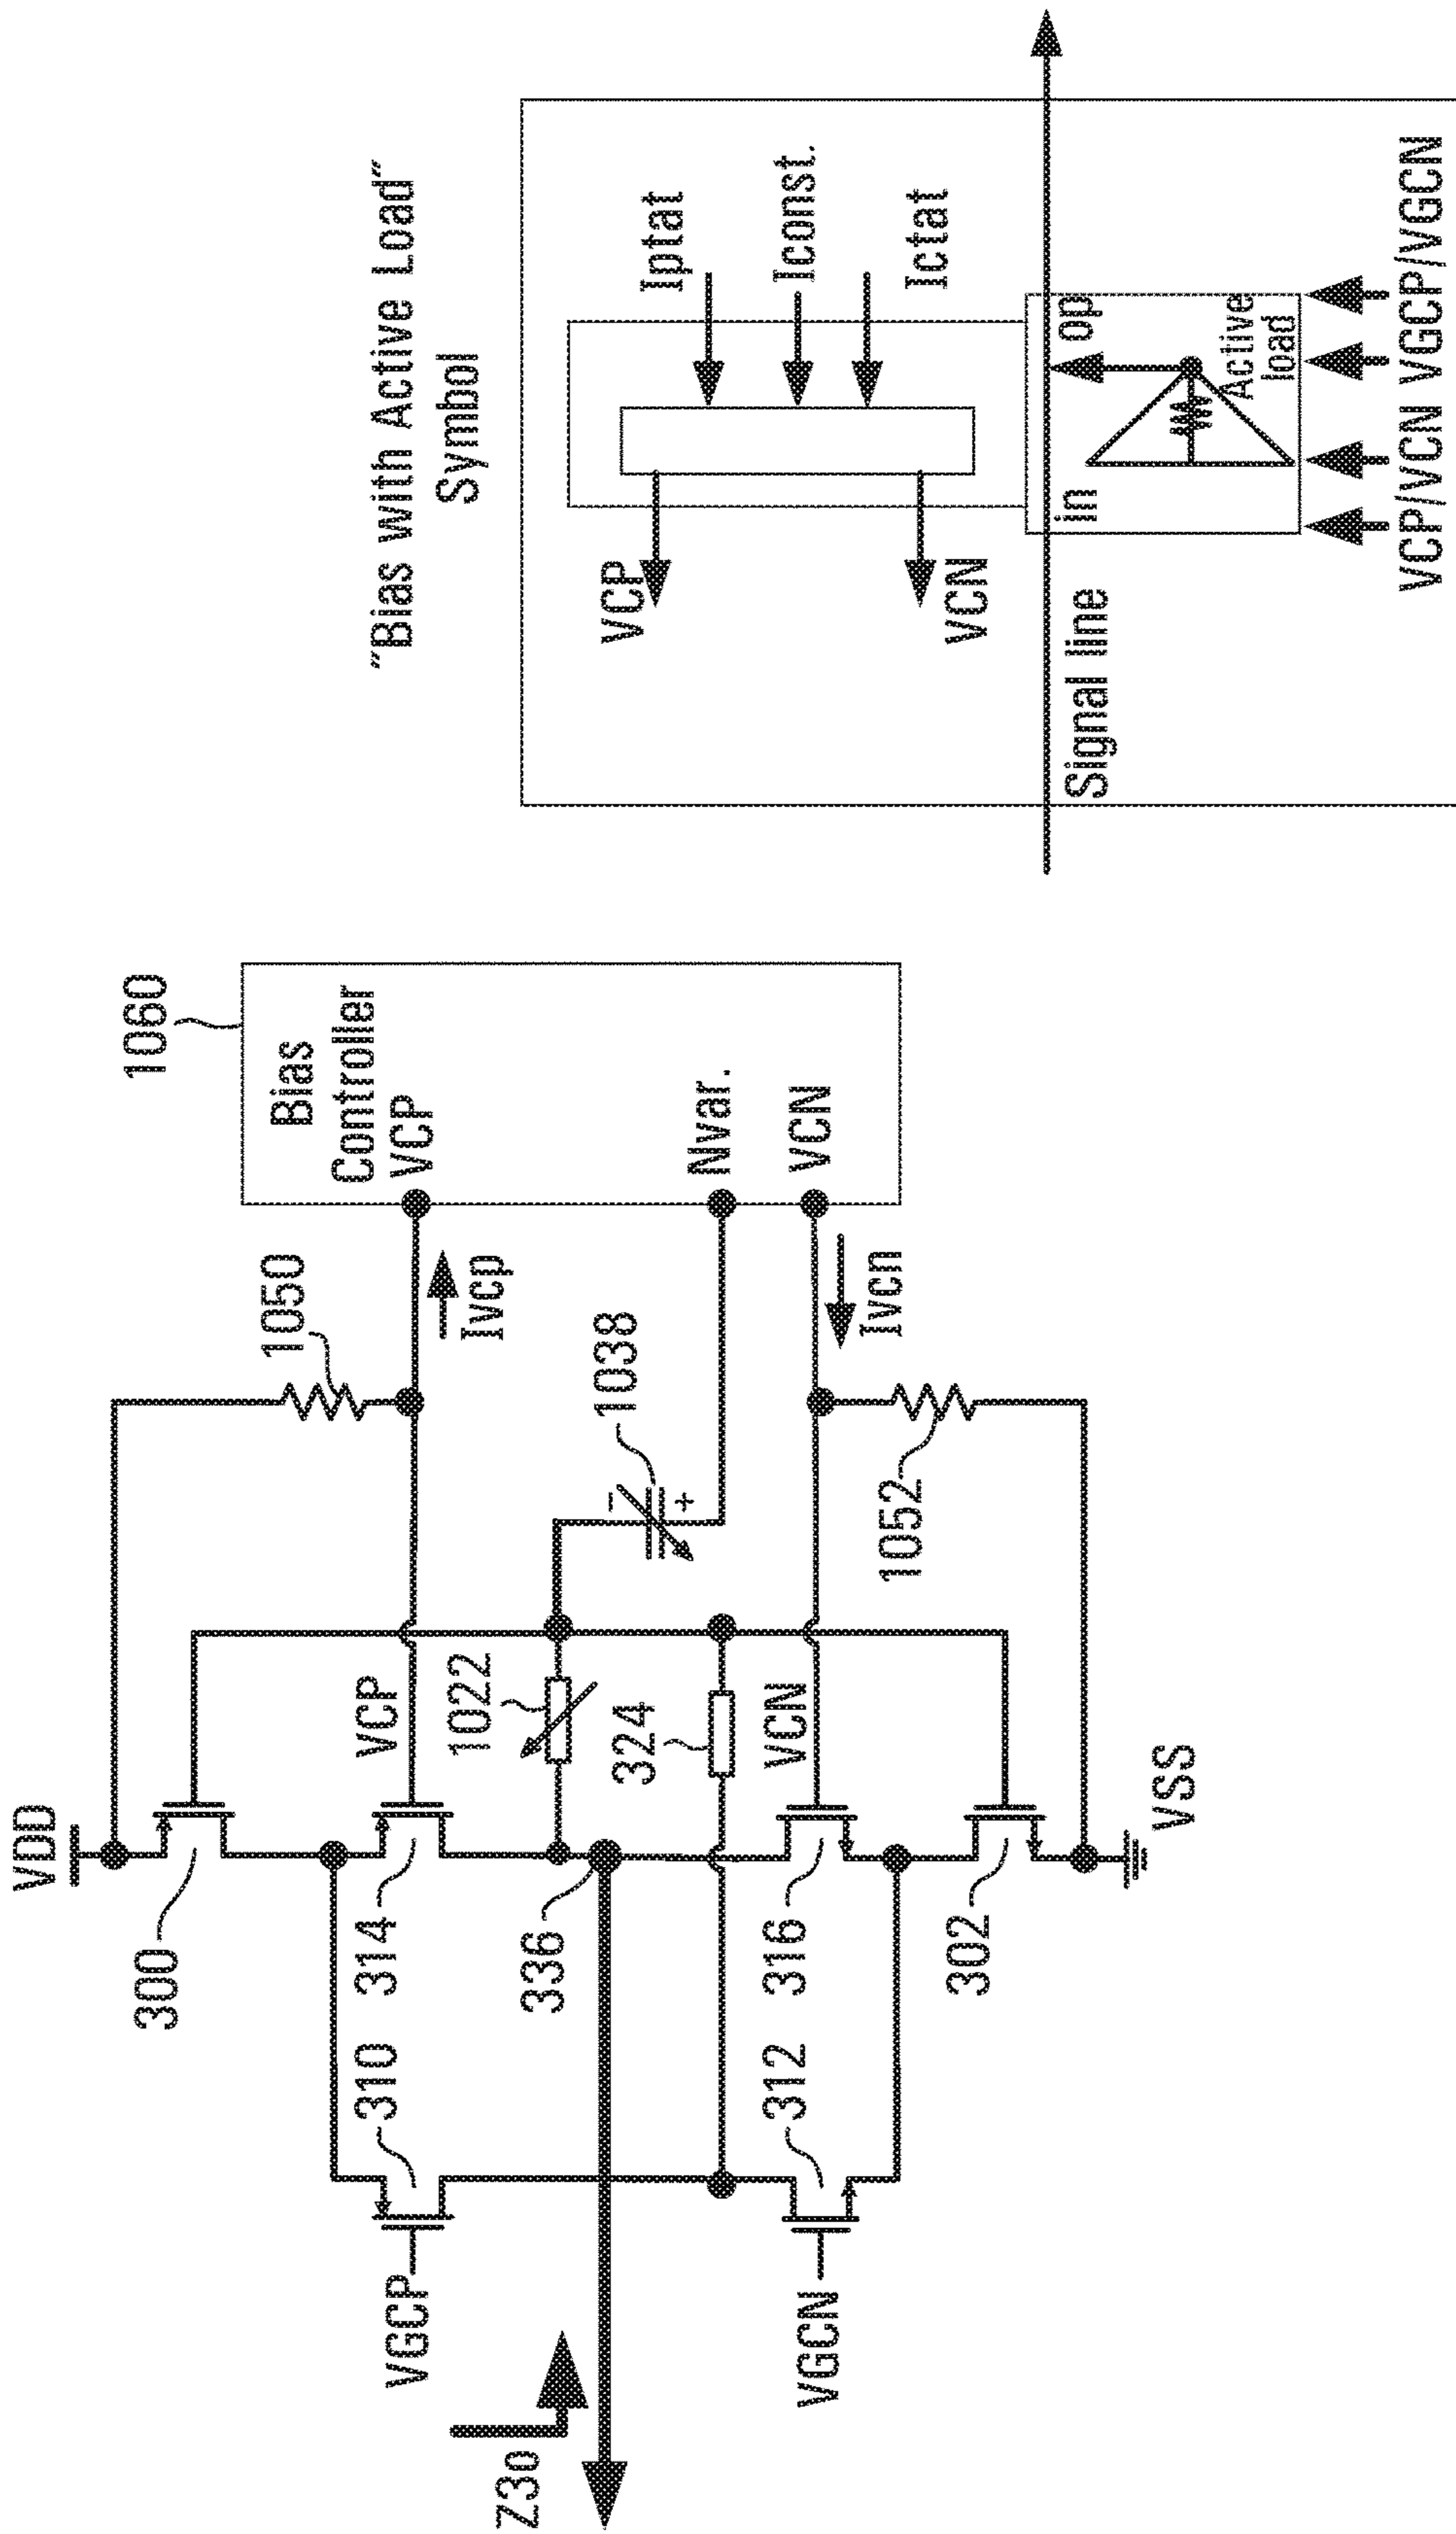 VDD
300
314
310
VGCP
VCP
1022
336
324
Z3o
VCN
316
312
VGCN
302
VSS
1050
Ivcp
1038
Ivcn
1052
1060
Bias
Controller
VCP
Nvar.
VCN
"Bias with Active Load"
Symbol
VCP
VCN
Iptat
Iconst.
Ictat
Signal line
in
op
Active
load
VCP/VCN VGCP/VGCN